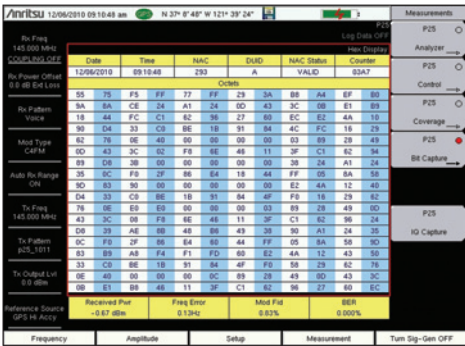 Anritsu 12/06/2010 09:10:48 am GPS N 37° 8' 48" W 121° 39' 24"
Measurements
P25
Log Data OFF
Hex Display
Rx Freq
145.000 MHz
COUPLING OFF
Rx Power Offset
0.0 dB Ext Loss
Rx Pattern
Voice
Mod Type
C4FM
Auto Rx Range
ON
Tx Freq
145.000 MHz
Tx Pattern
p25_1011
Tx Output Lvl
0.0 dBm
Reference Source
GPS Hi Accy
Date Time NAC DUID NAC Status Counter
12/06/2010 09:10:48 293 A VALID 03A7
Octets
55 75 F5 FF 77 FF 29 3A 08 A4 EF B0
9A 8A CE 24 A1 24 0D 43 3C 0B E1 B9
18 44 FC C1 62 96 27 60 EC E2 4A 10
90 D4 33 C0 BE 1B 91 84 4C FC 16 29
62 76 0E 40 00 00 00 00 03 89 28 49
0D 43 3C 02 F8 6E 46 11 3F C1 62 94
89 D8 3B 00 00 00 00 00 38 24 A1 24
35 0C F0 2F 86 E4 18 44 FF 05 8A 58
9D 83 90 00 00 00 00 00 E2 4A 12 40
D4 33 C0 BE 1B 91 84 4F F0 16 29 62
76 0E E0 E0 00 00 00 03 89 28 49 0D
43 3C 08 F8 6E 46 11 3F C1 62 96 24
D8 39 AE 8B 48 B6 49 38 90 A1 24 35
0C F0 2F 86 E4 60 44 FF 05 8A 58 9D
83 B9 A8 F4 F1 FD 60 E2 4A 12 43 50
33 C0 BE 1B 91 84 4F F0 58 29 62 76
0E 40 00 00 00 0C 89 28 49 0D 43 3C
0B E1 B8 46 11 3F C1 62 96 27 60 EC
Received Pwr Freq Error Mod Fid BER
-0.67 dBm 0.13Hz 0.83% 0.000%
P25
Analyzer
P25
Control
P25
Coverage
P25
Bit Capture
P25
IQ Capture
Frequency Amplitude Setup Measurement Turn Sig-Gen OFF